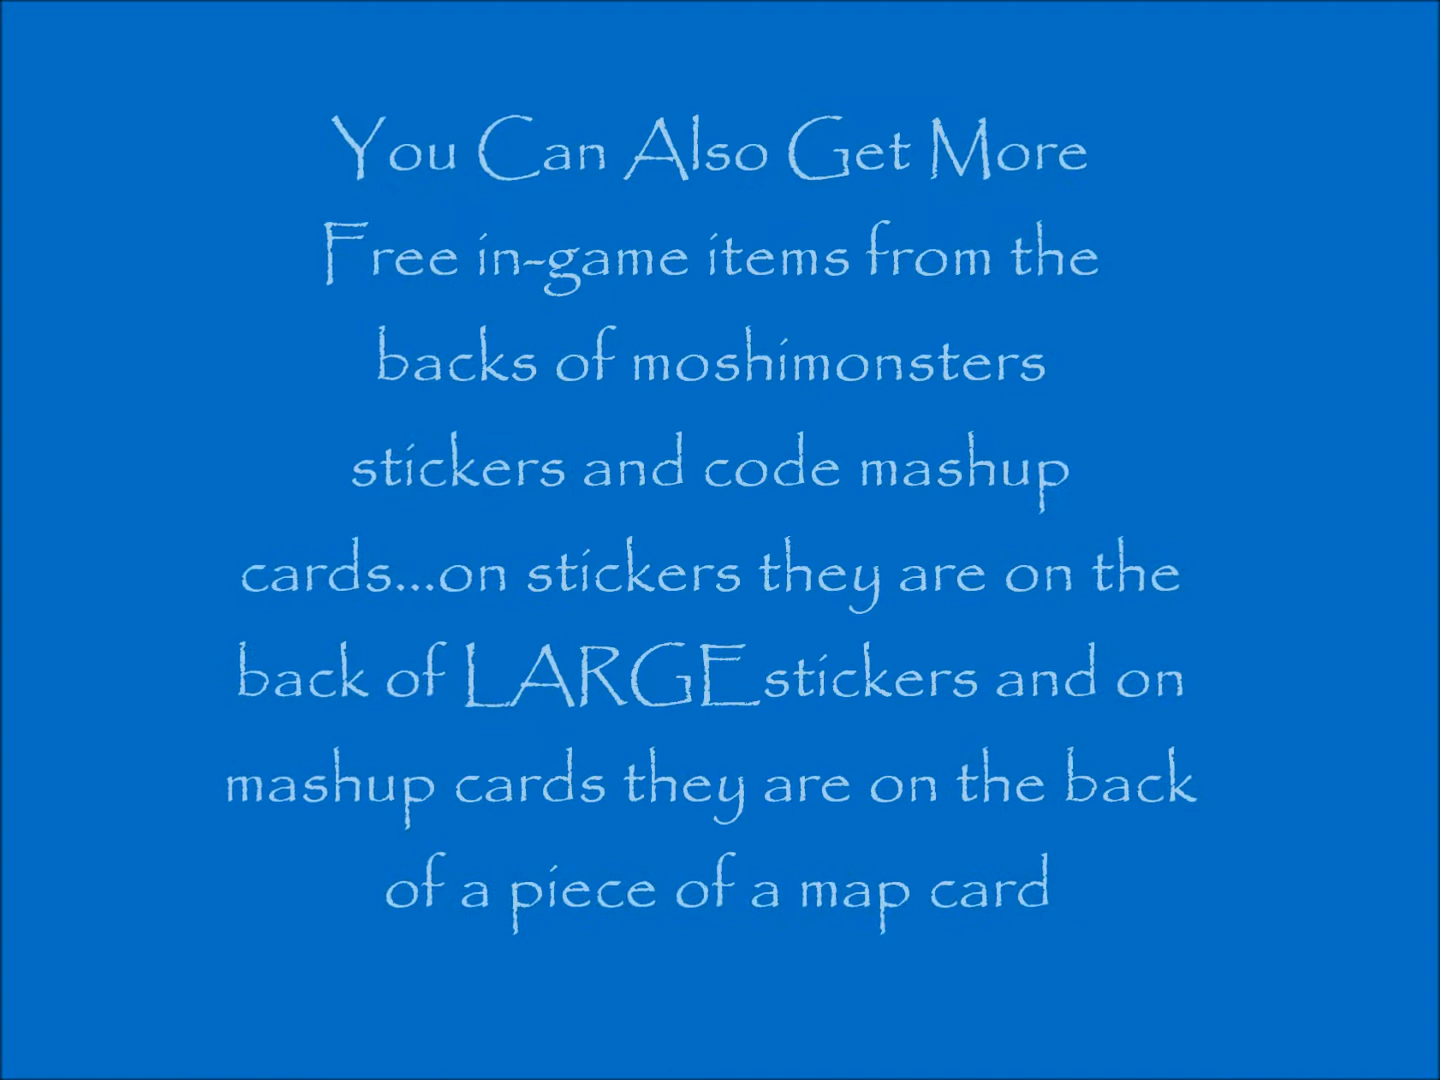 You Can Also Get More
Free in-game items from the
backs of moshimonsters
stickers and code mashup
cards...on stickers they are on the
back of LARGE stickers and on
mashup cards they are on the back
of a piece of a map card